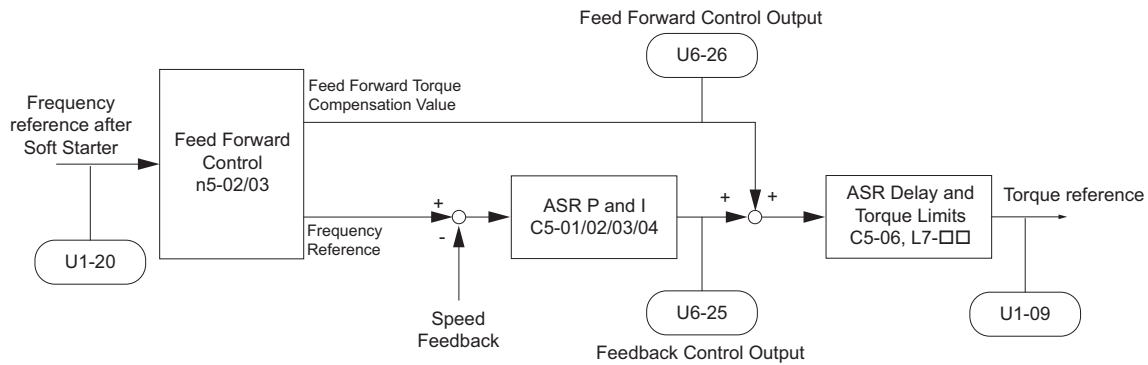 Feed Forward Control Output
U6-26
Feed Forward Torque
Compensation Value
Frequency
reference after
Soft Starter
Feed Forward
Control
n5-02/03
U1-20
Frequency
Reference
+
-
Speed
Feedback
ASR P and I
C5-01/02/03/04
+
+
U6-25
Feedback Control Output
ASR Delay and
Torque Limits
C5-06, L7-□□
Torque reference
U1-09